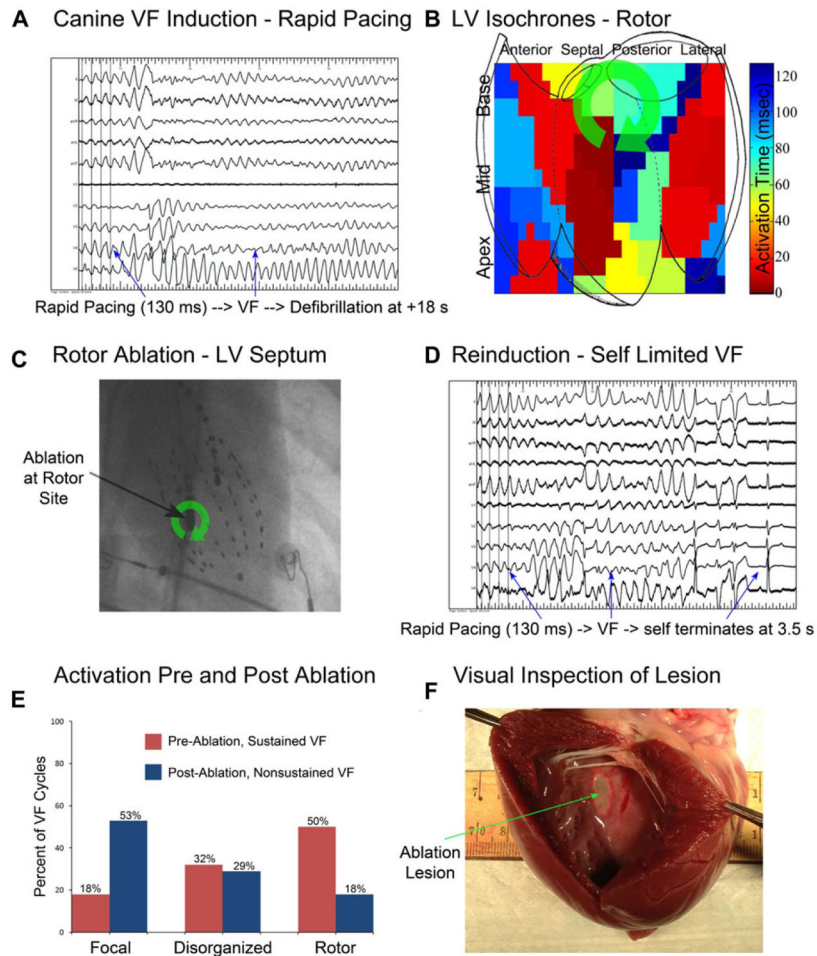 A Canine VF Induction - Rapid Pacing
Rapid Pacing (130 ms) --> VF --> Defibrillation at +18 s
B LV Isochrones - Rotor
Anterior Septal Posterior Lateral
Base
Mid
Apex
120
100
80
60
40
20
0
Activation Time (msec)
C Rotor Ablation - LV Septum
Ablation
at Rotor
Site
D Reinduction - Self Limited VF
Rapid Pacing (130 ms) -> VF -> self terminates at 3.5 s
Activation Pre and Post Ablation
E
100
80
60
40
20
0
Percent of VF Cycles
Pre-Ablation, Sustained VF
Post-Ablation, Nonsustained VF
18%
53%
32%
29%
50%
18%
Focal Disorganized Rotor
Visual Inspection of Lesion
F
Ablation
Lesion